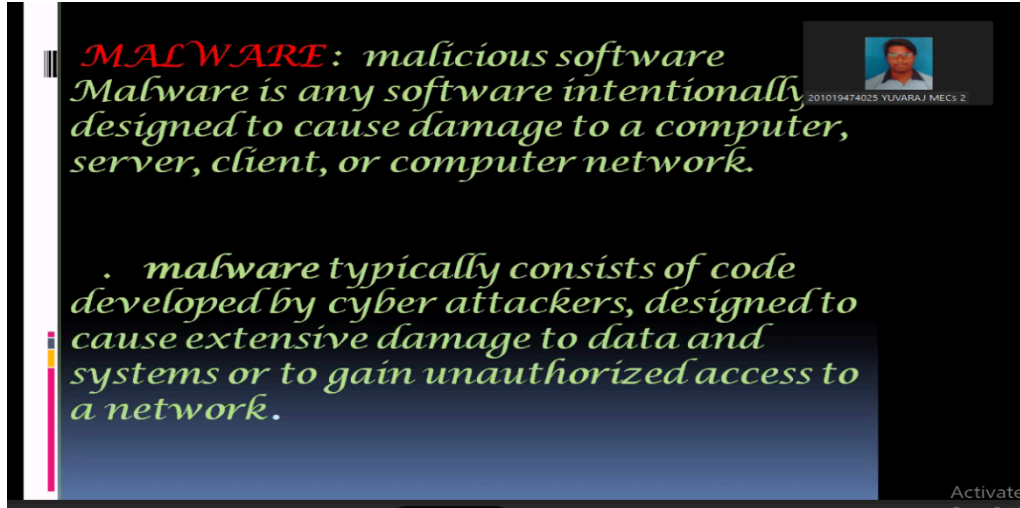 MALWARE: malicious software
Malware is any software intentionally
designed to cause damage to a computer,
server, client, or computer network.
. malware typically consists of code
developed by cyber attackers, designed to
cause extensive damage to data and
systems or to gain unauthorized access to
a network.
201019474025 YUVARAJ MECs 2
Activate